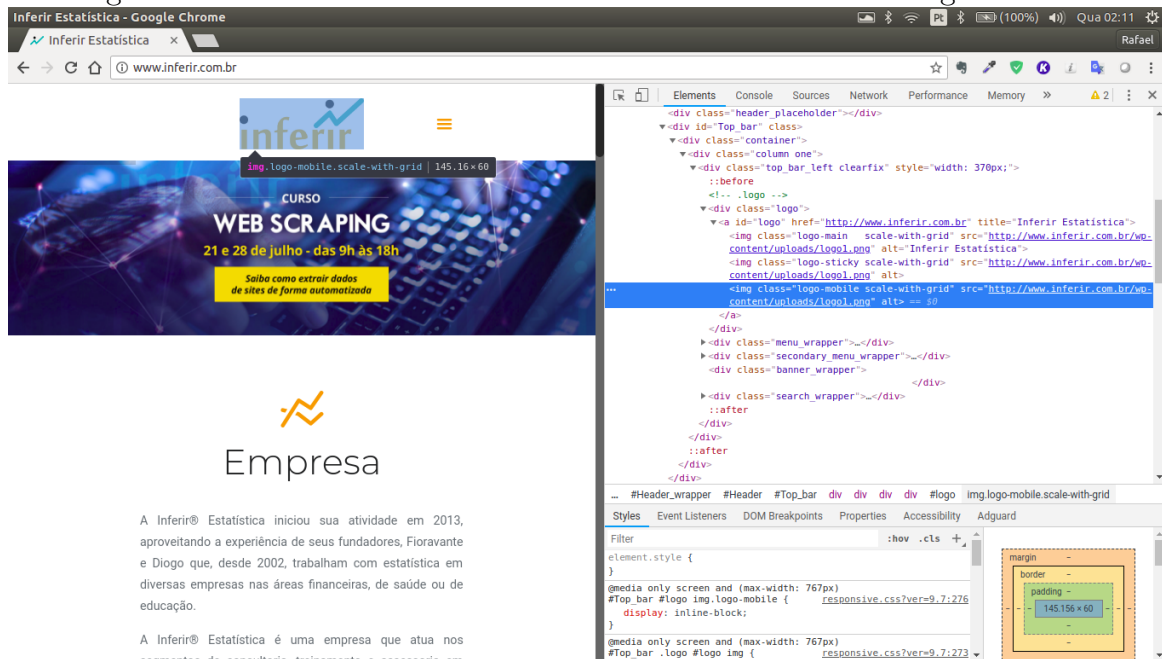 Inferir Estatística - Google Chrome
Pt
(100%)
Qua 02:11
Inferir Estatística ×
Rafael
www.inferir.com.br
inferir
img.logo-mobile.scale-with-grid | 145.16×60
CURSO
WEB SCRAPING
21 e 28 de julho - das 9h às 18h
Saiba como extrair dados
de sites de forma automatizada
Empresa
A Inferir® Estatística iniciou sua atividade em 2013,
aproveitando a experiência de seus fundadores, Fioravante
e Diogo que, desde 2002, trabalham com estatística em
diversas empresas nas áreas financeiras, de saúde ou de
educação.
A Inferir® Estatística é uma empresa que atua nos
Elements Console Sources Network Performance Memory » 2 ⋮ ×
<div class="header_placeholder"></div>
▼<div id="Top_bar" class>
▼<div class="container">
▼<div class="column one">
▼<div class="top_bar_left clearfix" style="width: 370px;">
::before
<!-- .logo -->
▼<div class="logo">
▼<a id="logo" href="http://www.inferir.com.br" title="Inferir Estatística">
<img class="logo-main   scale-with-grid" src="http://www.inferir.com.br/wp-
content/uploads/logo1.png" alt="Inferir Estatística">
<img class="logo-sticky scale-with-grid" src="http://www.inferir.com.br/wp-
content/uploads/logo1.png" alt>
... <img class="logo-mobile scale-with-grid" src="http://www.inferir.com.br/wp-
content/uploads/logo1.png" alt> == $0
</a>
</div>
▶<div class="menu_wrapper">…</div>
▶<div class="secondary_menu_wrapper">…</div>
<div class="banner_wrapper">
</div>
▶<div class="search_wrapper">…</div>
::after
</div>
</div>
::after
</div>
</div>
... #Header_wrapper #Header #Top_bar div div div div #logo img.logo-mobile.scale-with-grid
Styles Event Listeners DOM Breakpoints Properties Accessibility Adguard
Filter :hov .cls +
element.style {
}
@media only screen and (max-width: 767px)
#Top_bar #logo img.logo-mobile { responsive.css?ver=9.7:276
display: inline-block;
}
@media only screen and (max-width: 767px)
#Top_bar .logo #logo img { responsive.css?ver=9.7:273
margin -
border -
padding -
- - - 145.156 × 60 - - -
-
-